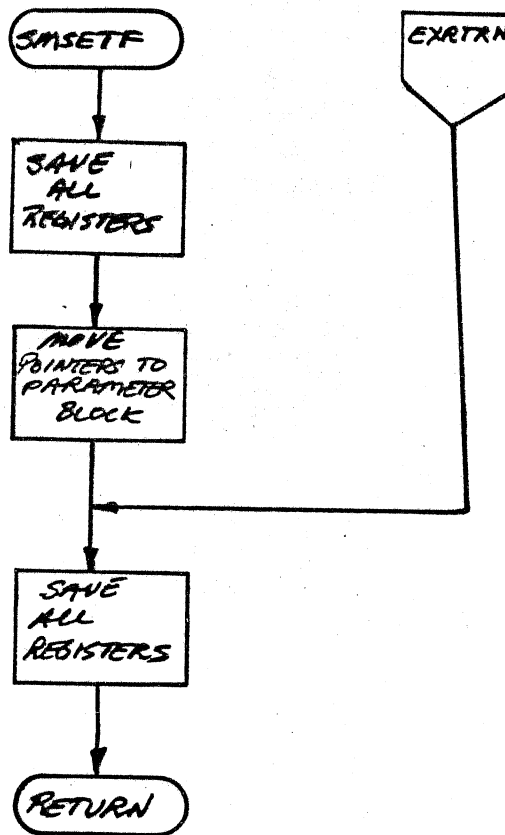 SMSETF
EXRTRN
SAVE
ALL
REGISTERS
MOVE
POINTERS TO
PARAMETER
BLOCK
SAVE
ALL
REGISTERS
RETURN